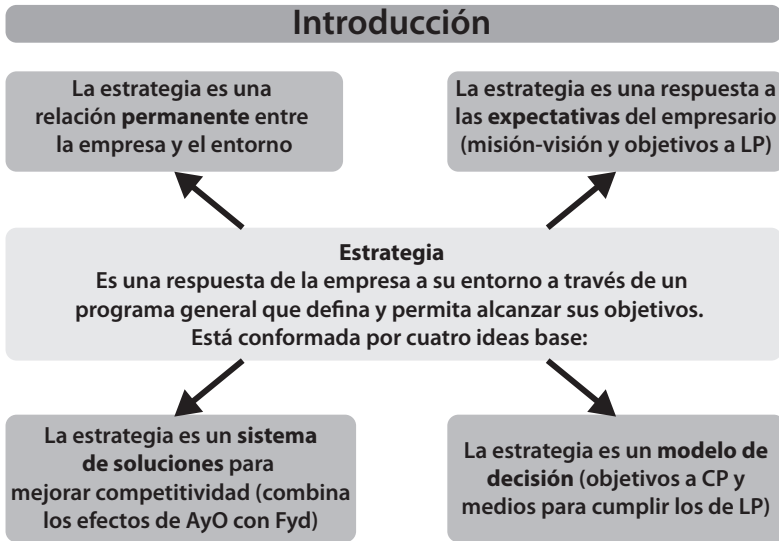 Introducción
La estrategia es una
relación permanente entre
la empresa y el entorno
La estrategia es una respuesta a
las expectativas del empresario
(misión-visión y objetivos a LP)
Estrategia
Es una respuesta de la empresa a su entorno a través de un
programa general que defina y permita alcanzar sus objetivos.
Está conformada por cuatro ideas base:
La estrategia es un sistema
de soluciones para
mejorar competitividad (combina
los efectos de AyO con Fyd)
La estrategia es un modelo de
decisión (objetivos a CP y
medios para cumplir los de LP)